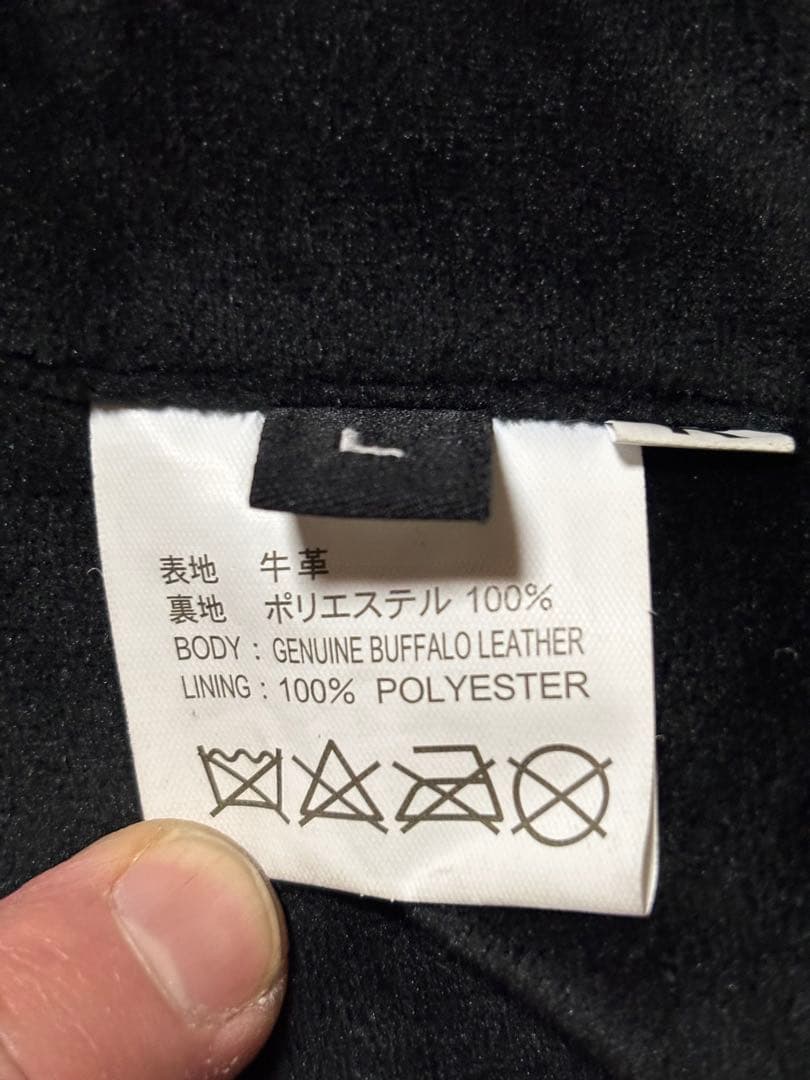 L
表地 牛革
裏地 ポリエステル 100%
BODY : GENUINE BUFFALO LEATHER
LINING : 100% POLYESTER